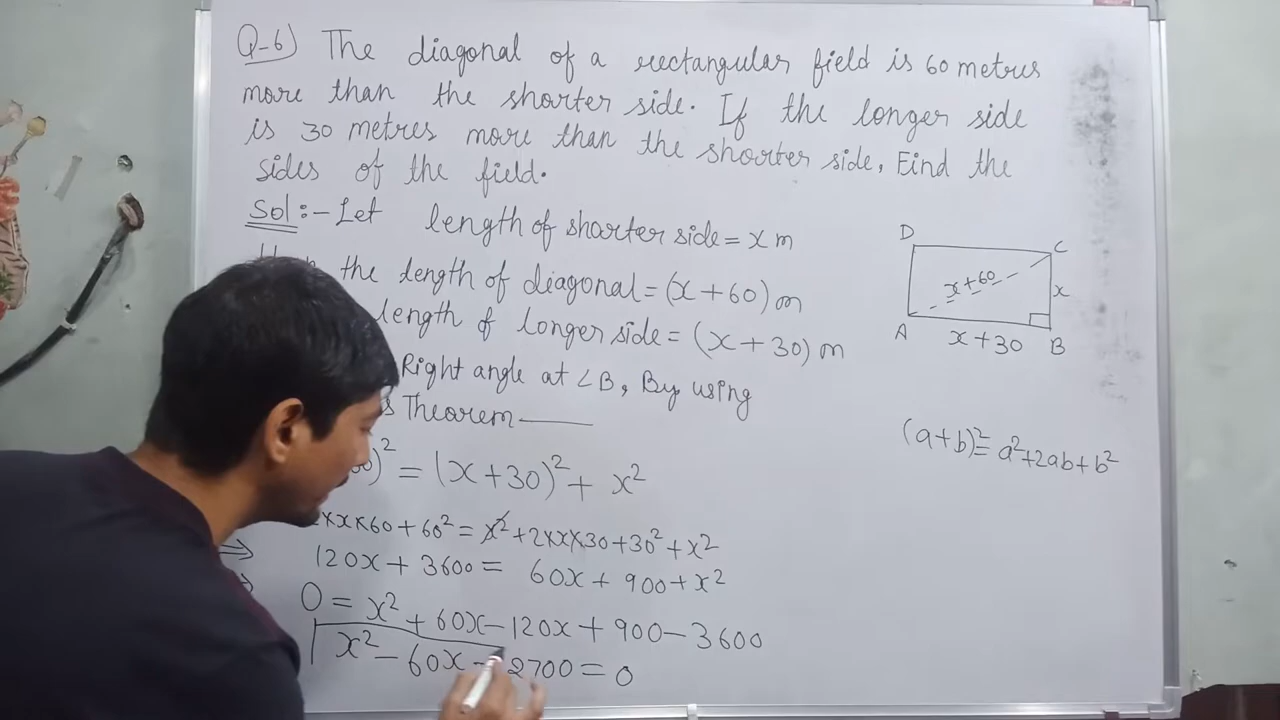 Q-6) The diagonal of a rectangular field is 60 metres
more than the shorter side. If the longer side
is 30 metres more than the shorter side, Find the
sides of the field.
Sol:- Let length of shorter side = x m
the length of diagonal = (x+60) m
length of longer side = (x+30) m
Right angle at ∠B, By using
Theorem
)² = (x+30)² + x²
x x x 60 + 60² = x² + 2 x x x 30 + 30² + x²
⇒ 120x + 3600 = 60x + 900 + x²
⇒ 0 = x² + 60x - 120x + 900 - 3600
x² - 60x - 2700 = 0
D
C
x+60
x
A
x+30
B
(a+b)² = a² + 2ab + b²